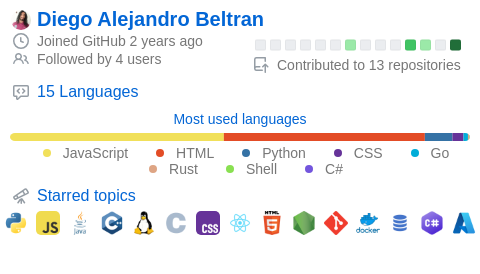 Diego Alejandro Beltran
Joined GitHub 2 years ago
Followed by 4 users
Contributed to 13 repositories
15 Languages
Most used languages
JavaScript HTML Python CSS Go
Rust Shell C#
Starred topics
JS Java C++ C CSS HTML git docker C#